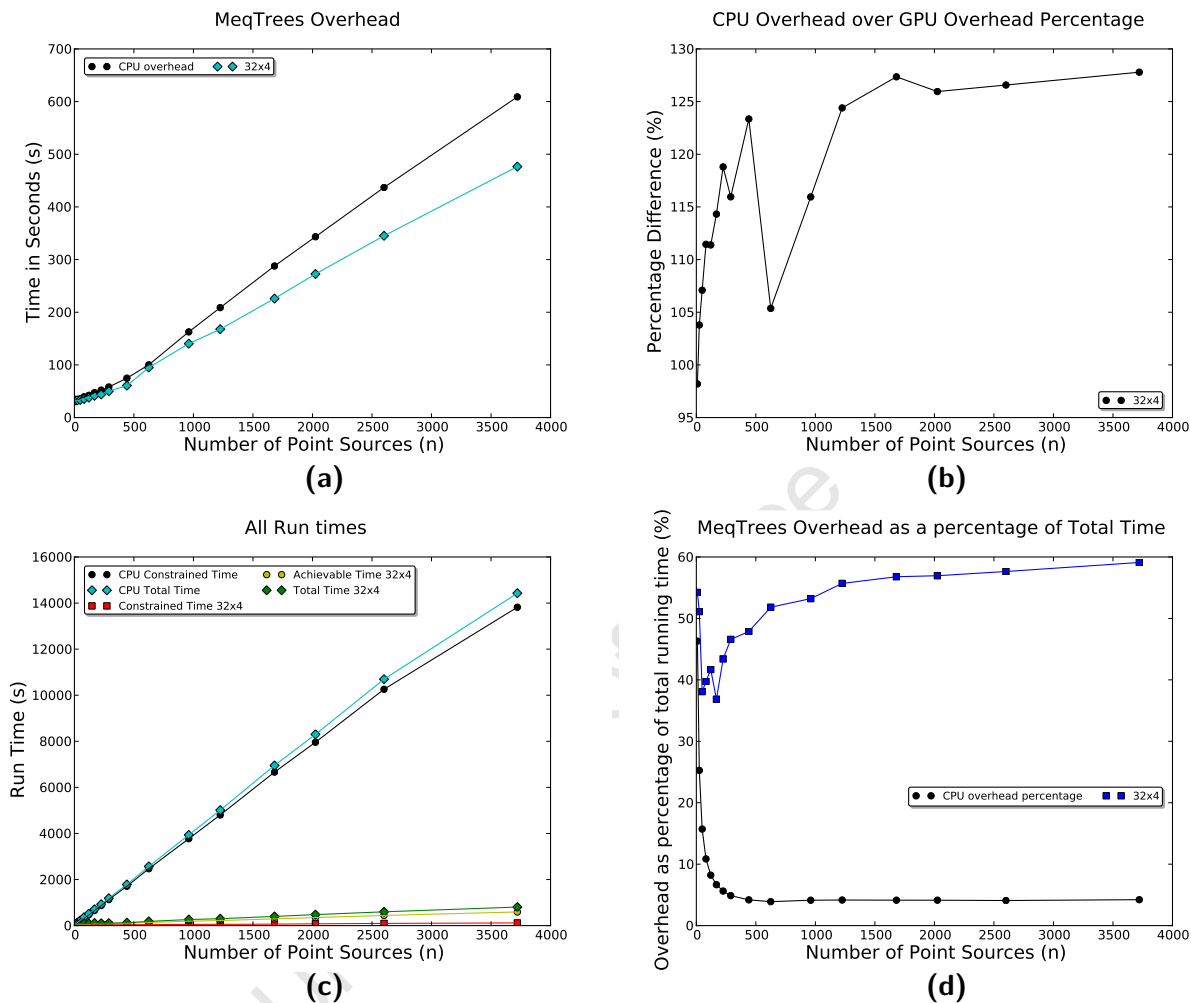 MeqTrees Overhead
CPU overhead 32x4
Time in Seconds (s)
700
600
500
400
300
200
100
0
0 500 1000 1500 2000 2500 3000 3500 4000
Number of Point Sources (n)
(a)
CPU Overhead over GPU Overhead Percentage
Percentage Difference (%)
130
125
120
115
110
105
100
95
32x4
0 500 1000 1500 2000 2500 3000 3500 4000
Number of Point Sources (n)
(b)
All Run times
CPU Constrained Time Achievable Time 32x4
CPU Total Time Total Time 32x4
Constrained Time 32x4
Run Time (s)
16000
14000
12000
10000
8000
6000
4000
2000
0
0 500 1000 1500 2000 2500 3000 3500 4000
Number of Point Sources (n)
(c)
MeqTrees Overhead as a percentage of Total Time
Overhead as percentage of total running time (%)
60
50
40
30
20
10
0
CPU overhead percentage 32x4
0 500 1000 1500 2000 2500 3000 3500 4000
Number of Point Sources (n)
(d)